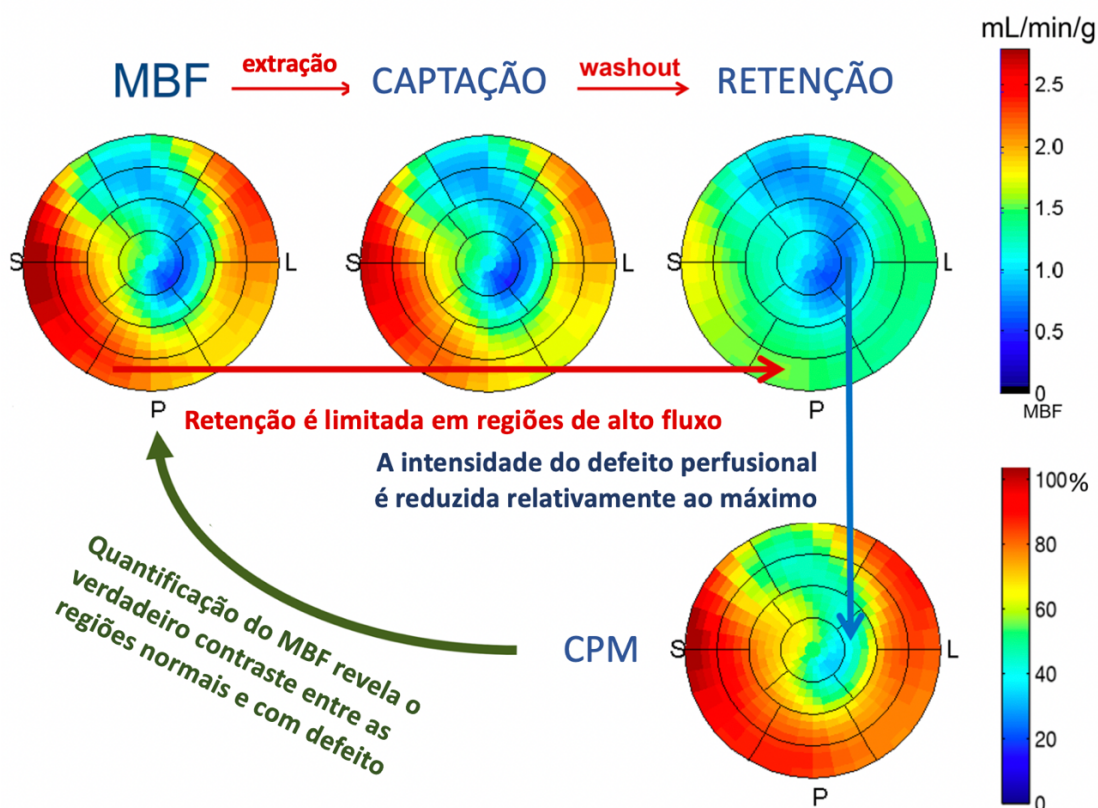 mL/min/g
MBF
extração
CAPTAÇÃO
washout
RETENÇÃO
2.5
2.0
1.5
1.0
0.5
0
MBF
S
L
S
L
S
L
P
P
Retenção é limitada em regiões de alto fluxo
A intensidade do defeito perfusional
é reduzida relativamente ao máximo
Quantificação do MBF revela o
verdadeiro contraste entre as
regiões normais e com defeito
CPM
S
L
P
100%
80
60
40
20
0